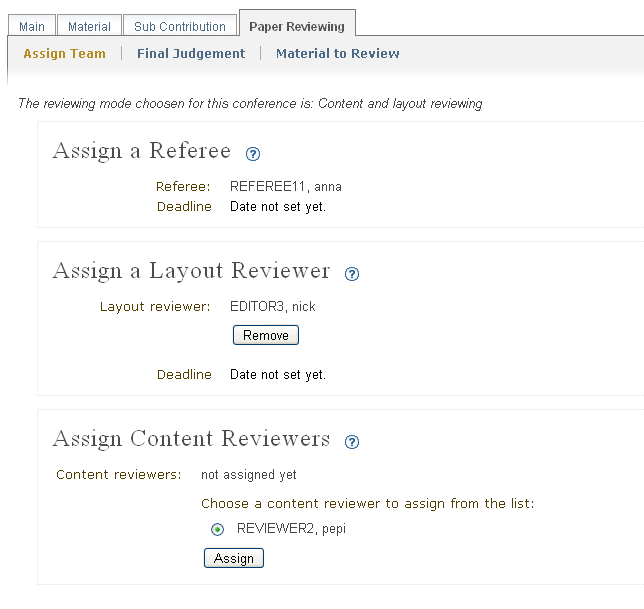 Main Material Sub Contribution Paper Reviewing
Assign Team Final Judgement Material to Review
The reviewing mode choosen for this conference is: Content and layout reviewing
Assign a Referee ?
Referee: REFEREE11, anna
Deadline Date not set yet.
Assign a Layout Reviewer ?
Layout reviewer: EDITOR3, nick
Remove
Deadline Date not set yet.
Assign Content Reviewers ?
Content reviewers: not assigned yet
Choose a content reviewer to assign from the list:
REVIEWER2, pepi
Assign